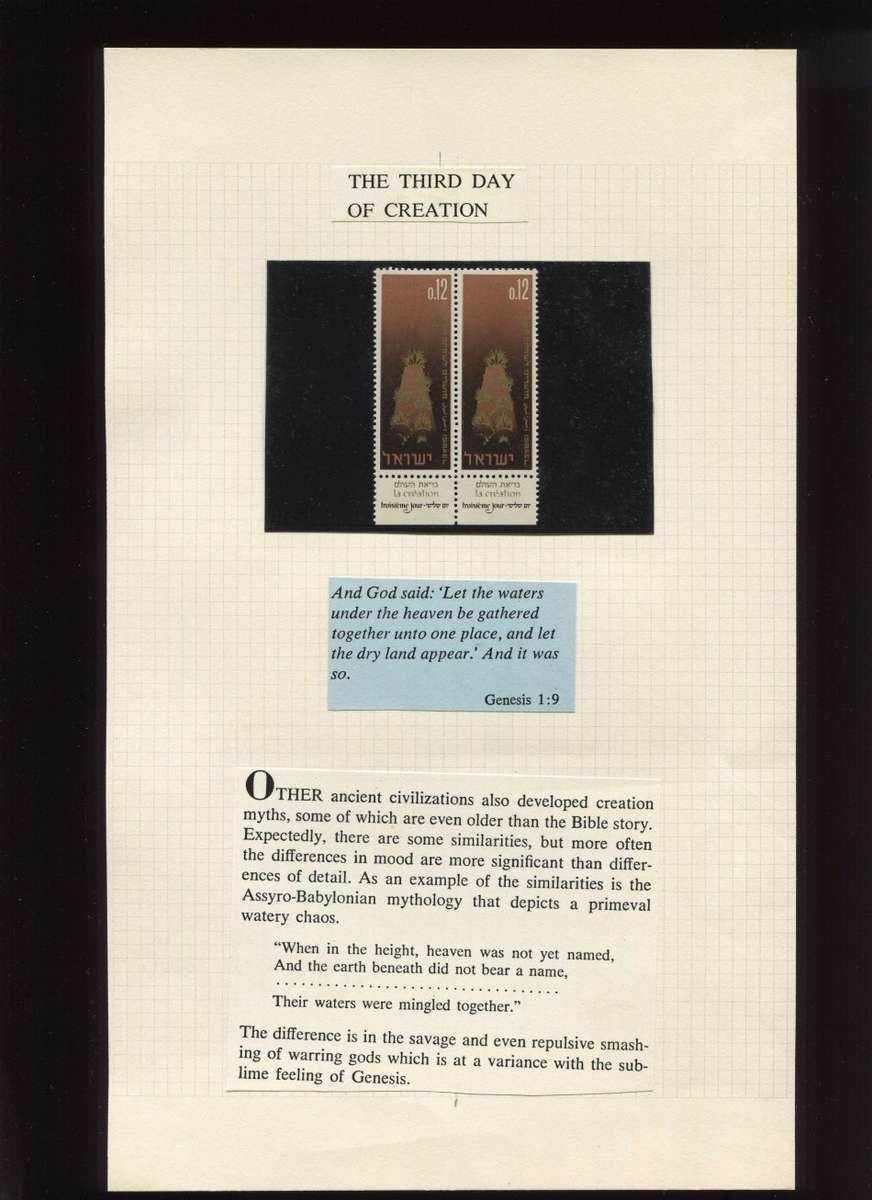 THE THIRD DAY
OF CREATION
0.12
0.12
ישראל
ישראל
בריאת העולם
la création
troisième jour - יום שלישי
בריאת העולם
la création
troisième jour - יום שלישי
And God said: 'Let the waters
under the heaven be gathered
together unto one place, and let
the dry land appear.' And it was
so.
Genesis 1:9
OTHER ancient civilizations also developed creation
myths, some of which are even older than the Bible story.
Expectedly, there are some similarities, but more often
the differences in mood are more significant than differ-
ences of detail. As an example of the similarities is the
Assyro-Babylonian mythology that depicts a primeval
watery chaos.
"When in the height, heaven was not yet named,
And the earth beneath did not bear a name,
. . . . . . . . . . . . . . . . . . . . . . . . . . . . . . . . . .
Their waters were mingled together."
The difference is in the savage and even repulsive smash-
ing of warring gods which is at a variance with the sub-
lime feeling of Genesis.